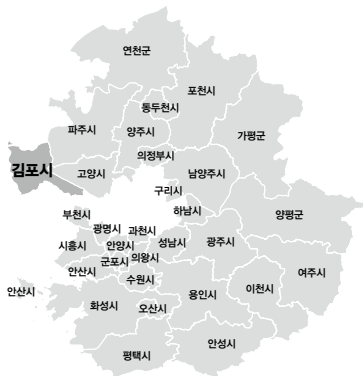 연천군
포천시
동두천시
파주시
양주시
가평군
의정부시
김포시
고양시
남양주시
구리시
하남시
양평군
부천시
광명시
과천시
시흥시
안양시
성남시
광주시
군포시
의왕시
안산시
수원시
여주시
안산시
용인시
이천시
화성시
오산시
안성시
평택시